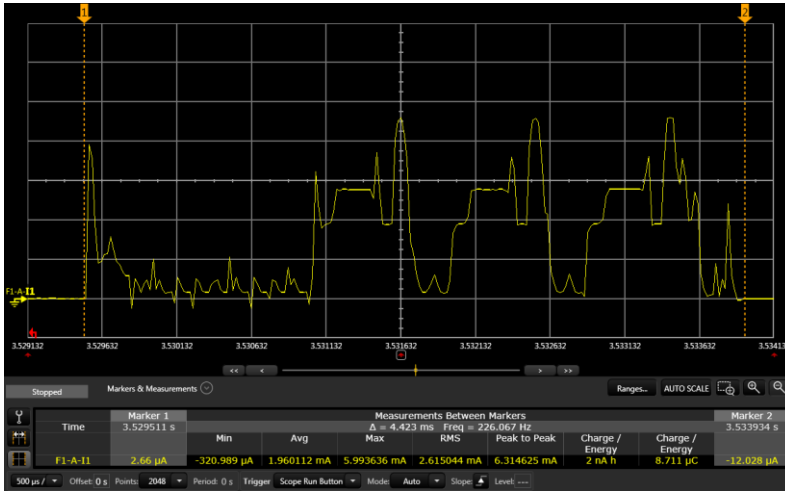 1
2
F1-A-I1
3.529132
3.529632
3.530132
3.530632
3.531132
3.531632
3.532132
3.532632
3.533132
3.533632
3.53413
<<
<
>
>>
Stopped
Markers & Measurements
Ranges...
AUTO SCALE
Marker 1
Measurements Between Markers
Marker 2
Time
3.529511 s
Δ = 4.423 ms Freq = 226.067 Hz
3.533934 s
Min
Avg
Max
RMS
Peak to Peak
Charge / Energy
Charge / Energy
F1-A-I1
2.66 µA
-320.989 µA
1.960112 mA
5.993636 mA
2.615044 mA
6.314625 mA
2 nA h
8.711 µC
-12.028 µA
500 µs /
Offset: 0 s
Points: 2048
Period: 0 s
Trigger
Scope Run Button
Mode: Auto
Slope:
Level: ---